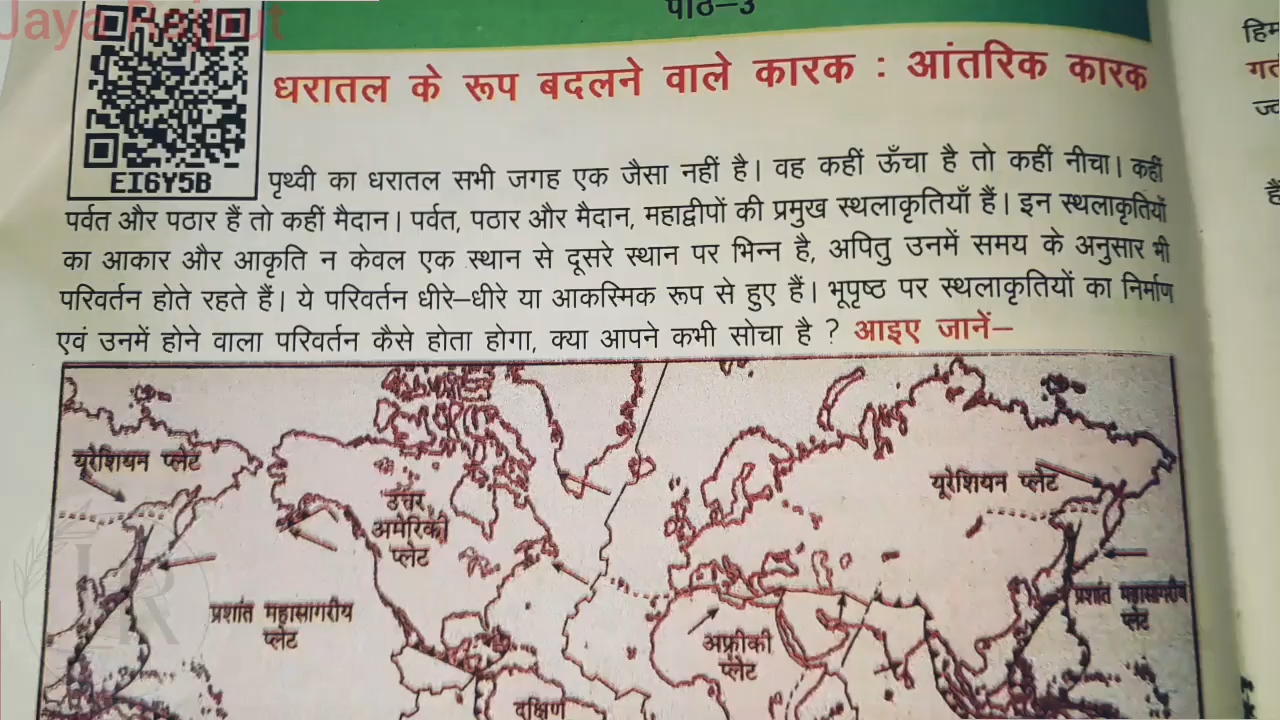 Jaya Rajput
पाठ–3
धरातल के रूप बदलने वाले कारक : आंतरिक कारक
EI6Y5B
पृथ्वी का धरातल सभी जगह एक जैसा नहीं है। वह कहीं ऊँचा है तो कहीं नीचा। कहीं
पर्वत और पठार हैं तो कहीं मैदान। पर्वत, पठार और मैदान, महाद्वीपों की प्रमुख स्थलाकृतियाँ हैं। इन स्थलाकृतियों
का आकार और आकृति न केवल एक स्थान से दूसरे स्थान पर भिन्न है, अपितु उनमें समय के अनुसार भी
परिवर्तन होते रहते हैं। ये परिवर्तन धीरे–धीरे या आकस्मिक रूप से हुए हैं। भूपृष्ठ पर स्थलाकृतियों का निर्माण
एवं उनमें होने वाला परिवर्तन कैसे होता होगा, क्या आपने कभी सोचा है ? आइए जानें–
यूरेशियन प्लेट
उत्तर
अमेरिकी
प्लेट
यूरेशियन प्लेट
प्रशांत महासागरीय
प्लेट
अफ्रीकी
प्लेट
प्रशांत महासागरीय
प्लेट
दक्षिण